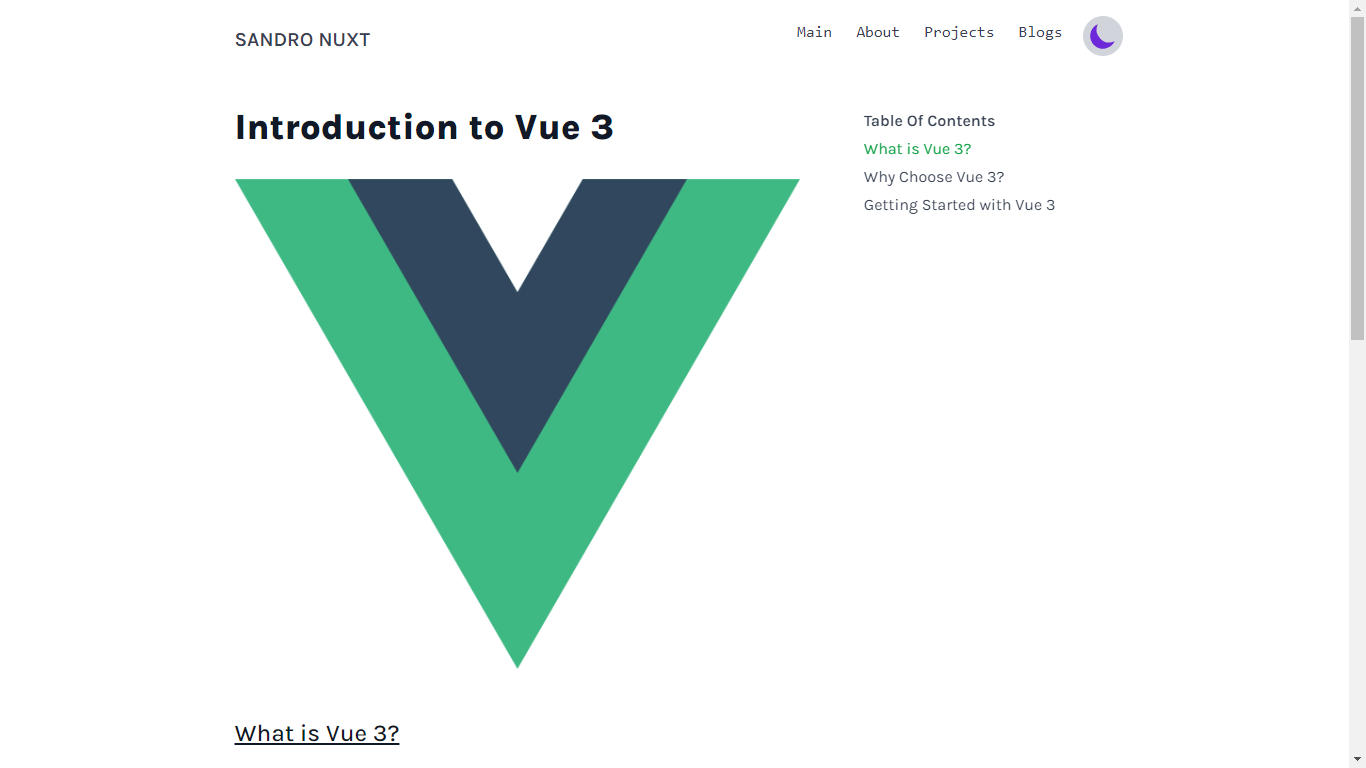 SANDRO NUXT
Main About Projects Blogs
Introduction to Vue 3
Table Of Contents
What is Vue 3?
Why Choose Vue 3?
Getting Started with Vue 3
What is Vue 3?